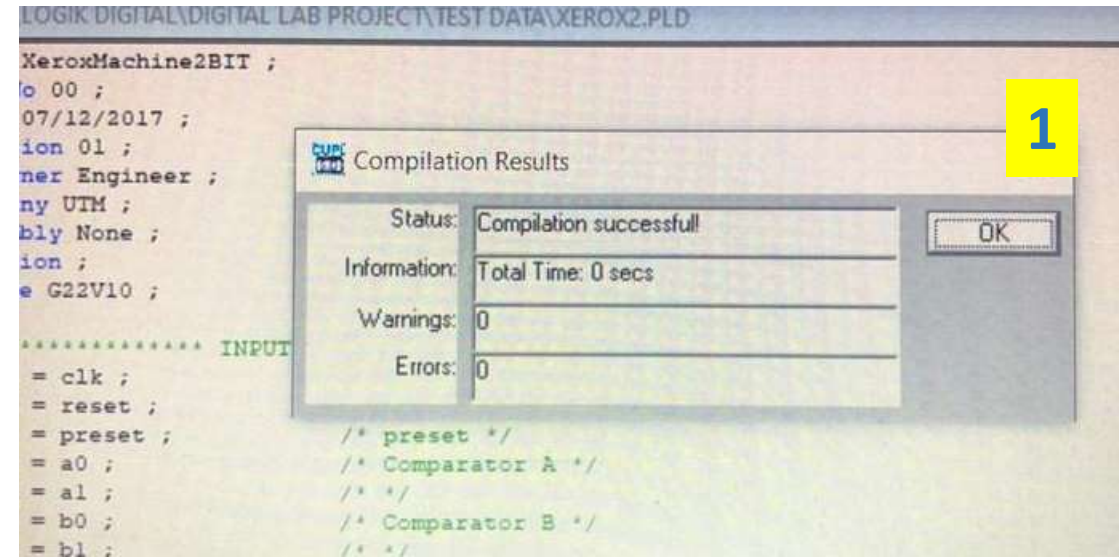 LOGIK DIGITAL\DIGITAL LAB PROJECT\TEST DATA\XEROX2.PLD
XeroxMachine2BIT ;
o 00 ;
07/12/2017 ;
ion 01 ;
ner Engineer ;
ny UTM ;
bly None ;
ion ;
e G22V10 ;
************* INPUT
= clk ;
= reset ;
= preset ; /* preset */
= a0 ; /* Comparator A */
= a1 ; /* */
= b0 ; /* Comparator B */
= b1 ; /* */
1
Compilation Results
Status: Compilation successful!
OK
Information: Total Time: 0 secs
Warnings: 0
Errors: 0